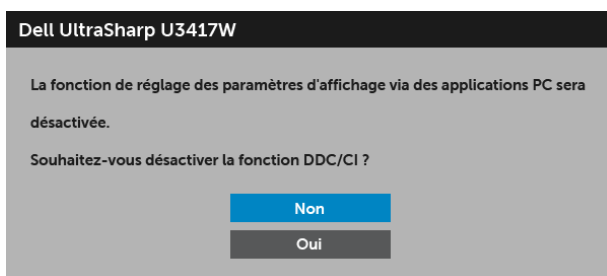 Dell UltraSharp U3417W
La fonction de réglage des paramètres d'affichage via des applications PC sera
désactivée.
Souhaitez-vous désactiver la fonction DDC/CI ?
Non
Oui